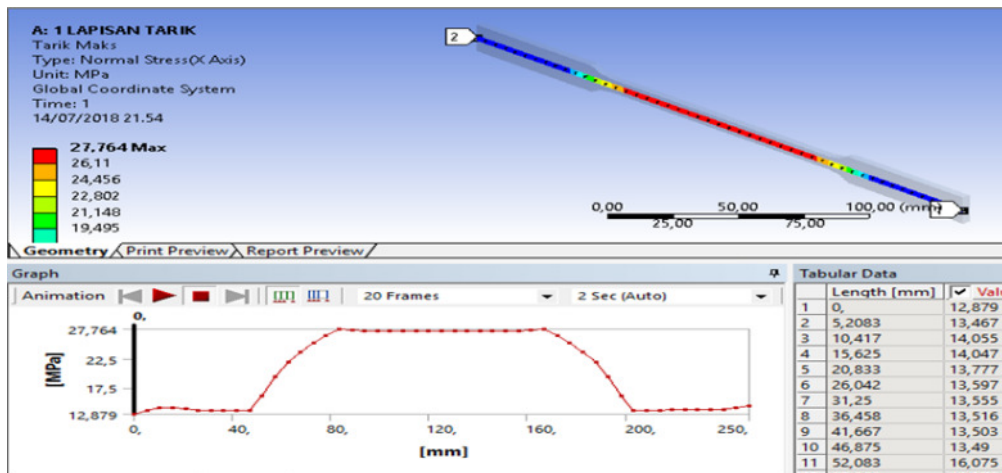 A: 1 LAPISAN TARIK
Tarik Maks
Type: Normal Stress(X Axis)
Unit: MPa
Global Coordinate System
Time: 1
14/07/2018 21.54
27,764 Max
26,11
24,456
22,802
21,148
19,495
2
1
0,00 50,00 100,00 (mm)
25,00 75,00
Geometry Print Preview Report Preview
Graph
Animation 20 Frames 2 Sec (Auto)
0,
27,764
22,5
17,5
12,879
[MPa]
0, 40, 80, 120, 160, 200, 250,
[mm]
Tabular Data
Length [mm] Valu
1 0, 12,879
2 5,2083 13,467
3 10,417 14,055
4 15,625 14,047
5 20,833 13,777
6 26,042 13,597
7 31,25 13,555
8 36,458 13,516
9 41,667 13,503
10 46,875 13,49
11 52,083 16,075